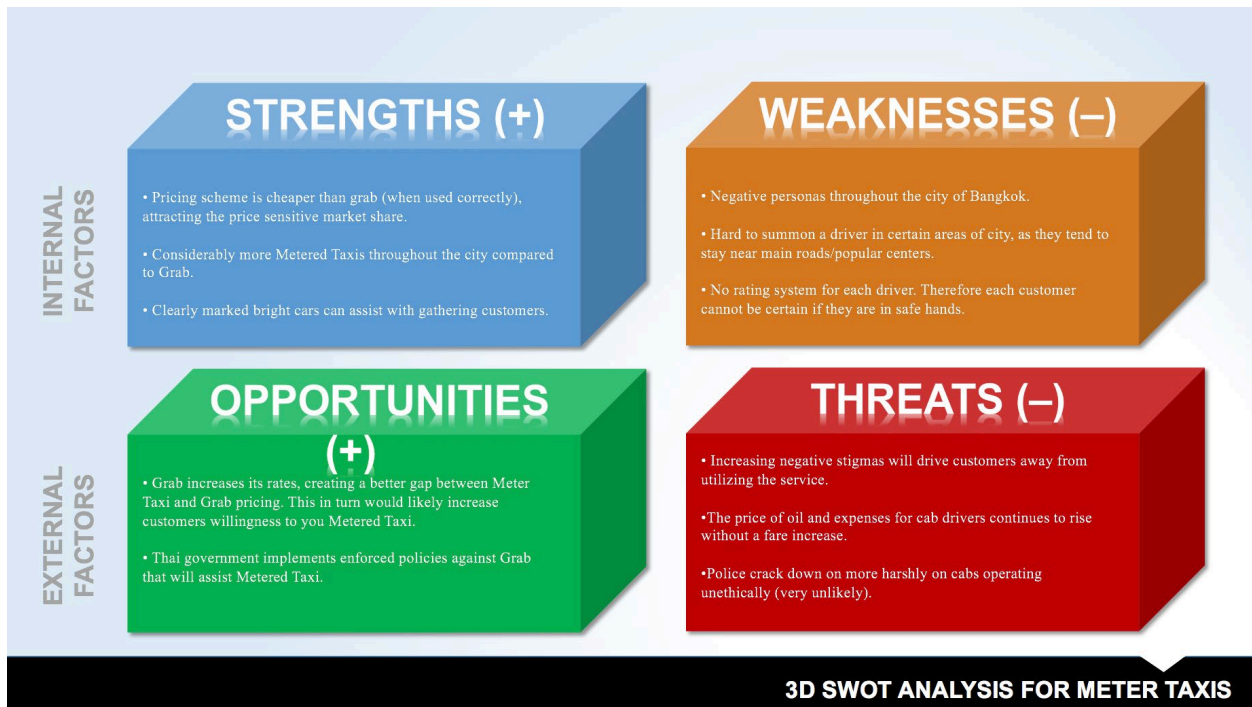 STRENGTHS (+)
• Pricing scheme is cheaper than grab (when used correctly),
attracting the price sensitive market share.
• Considerably more Metered Taxis throughout the city compared
to Grab.
• Clearly marked bright cars can assist with gathering customers.
WEAKNESSES (–)
• Negative personas throughout the city of Bangkok.
• Hard to summon a driver in certain areas of city, as they tend to
stay near main roads/popular centers.
• No rating system for each driver. Therefore each customer
cannot be certain if they are in safe hands.
INTERNAL
FACTORS
OPPORTUNITIES
(+)
• Grab increases its rates, creating a better gap between Meter
Taxi and Grab pricing. This in turn would likely increase
customers willingness to you Metered Taxi.
• Thai government implements enforced policies against Grab
that will assist Metered Taxi.
THREATS (–)
• Increasing negative stigmas will drive customers away from
utilizing the service.
•The price of oil and expenses for cab drivers continues to rise
without a fare increase.
•Police crack down on more harshly on cabs operating
unethically (very unlikely).
EXTERNAL
FACTORS
3D SWOT ANALYSIS FOR METER TAXIS